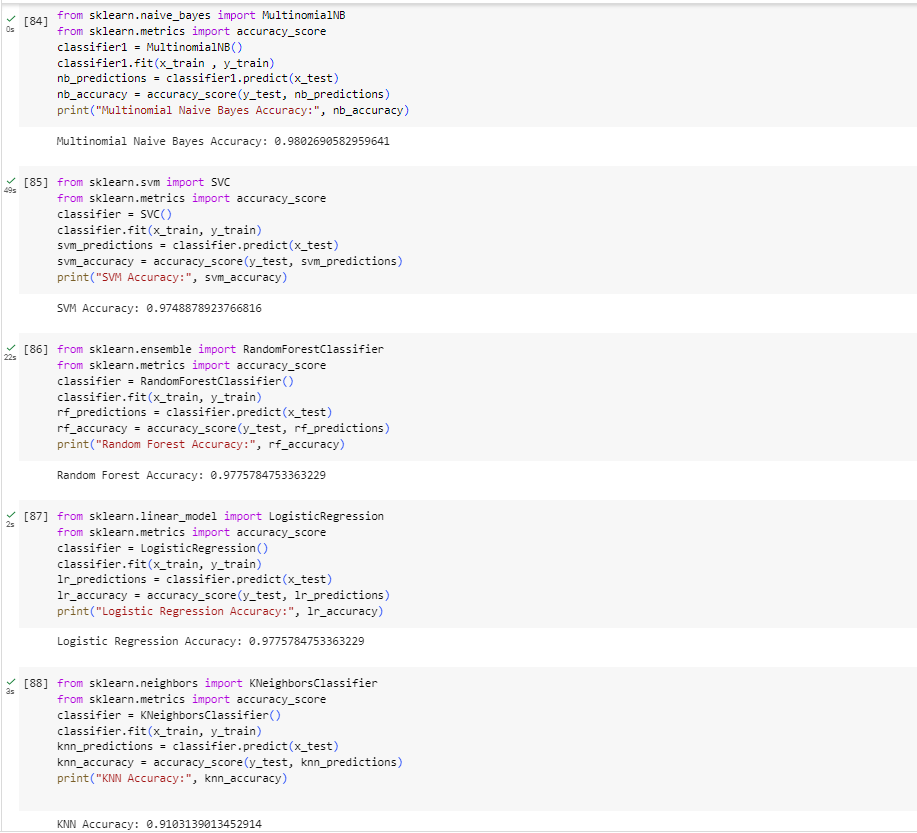 [84] from sklearn.naive_bayes import MultinomialNB
0s from sklearn.metrics import accuracy_score
classifier1 = MultinomialNB()
classifier1.fit(x_train , y_train)
nb_predictions = classifier1.predict(x_test)
nb_accuracy = accuracy_score(y_test, nb_predictions)
print("Multinomial Naive Bayes Accuracy:", nb_accuracy)
Multinomial Naive Bayes Accuracy: 0.9802690582959641
[85] from sklearn.svm import SVC
49s from sklearn.metrics import accuracy_score
classifier = SVC()
classifier.fit(x_train, y_train)
svm_predictions = classifier.predict(x_test)
svm_accuracy = accuracy_score(y_test, svm_predictions)
print("SVM Accuracy:", svm_accuracy)
SVM Accuracy: 0.9748878923766816
[86] from sklearn.ensemble import RandomForestClassifier
22s from sklearn.metrics import accuracy_score
classifier = RandomForestClassifier()
classifier.fit(x_train, y_train)
rf_predictions = classifier.predict(x_test)
rf_accuracy = accuracy_score(y_test, rf_predictions)
print("Random Forest Accuracy:", rf_accuracy)
Random Forest Accuracy: 0.9775784753363229
[87] from sklearn.linear_model import LogisticRegression
2s from sklearn.metrics import accuracy_score
classifier = LogisticRegression()
classifier.fit(x_train, y_train)
lr_predictions = classifier.predict(x_test)
lr_accuracy = accuracy_score(y_test, lr_predictions)
print("Logistic Regression Accuracy:", lr_accuracy)
Logistic Regression Accuracy: 0.9775784753363229
[88] from sklearn.neighbors import KNeighborsClassifier
3s from sklearn.metrics import accuracy_score
classifier = KNeighborsClassifier()
classifier.fit(x_train, y_train)
knn_predictions = classifier.predict(x_test)
knn_accuracy = accuracy_score(y_test, knn_predictions)
print("KNN Accuracy:", knn_accuracy)
KNN Accuracy: 0.9103139013452914